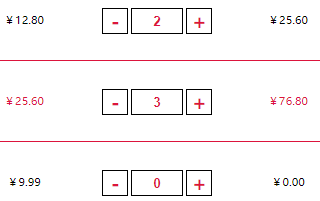 ¥ 12.80 - 2 + ¥ 25.60
¥ 25.60 - 3 + ¥ 76.80
¥ 9.99 - 0 + ¥ 0.00